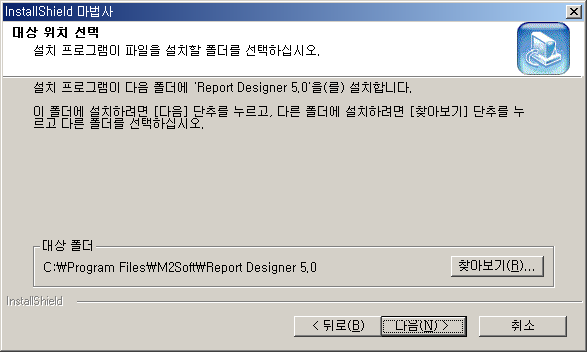 InstallShield 마법사
대상 위치 선택
설치 프로그램이 파일을 설치할 폴더를 선택하십시오.
설치 프로그램이 다음 폴더에 'Report Designer 5.0'을(를) 설치합니다.
이 폴더에 설치하려면 [다음] 단추를 누르고, 다른 폴더에 설치하려면 [찾아보기] 단추를 누
르고 다른 폴더를 선택하십시오.
대상 폴더
C:₩Program Files₩M2Soft₩Report Designer 5.0
찾아보기(R)...
InstallShield
< 뒤로(B)
다음(N) >
취소